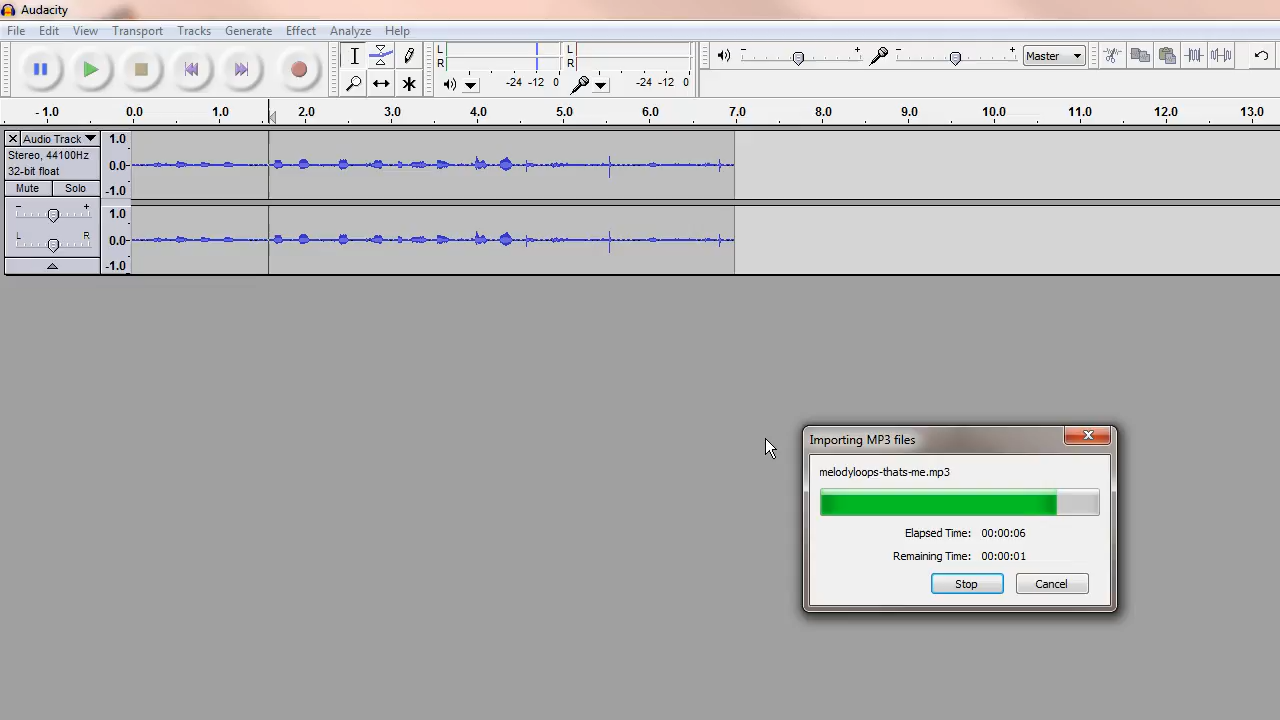 Audacity
File Edit View Transport Tracks Generate Effect Analyze Help
L L
R R
- + - + Master
-24 -12 0 -24 -12 0
- 1.0 0.0 1.0 2.0 3.0 4.0 5.0 6.0 7.0 8.0 9.0 10.0 11.0 12.0 13.0
Audio Track 1.0
Stereo, 44100Hz
32-bit float 0.0
Mute Solo -1.0
- +
1.0
L R
0.0
-1.0
Importing MP3 files
melodyloops-thats-me.mp3
Elapsed Time: 00:00:06
Remaining Time: 00:00:01
Stop Cancel